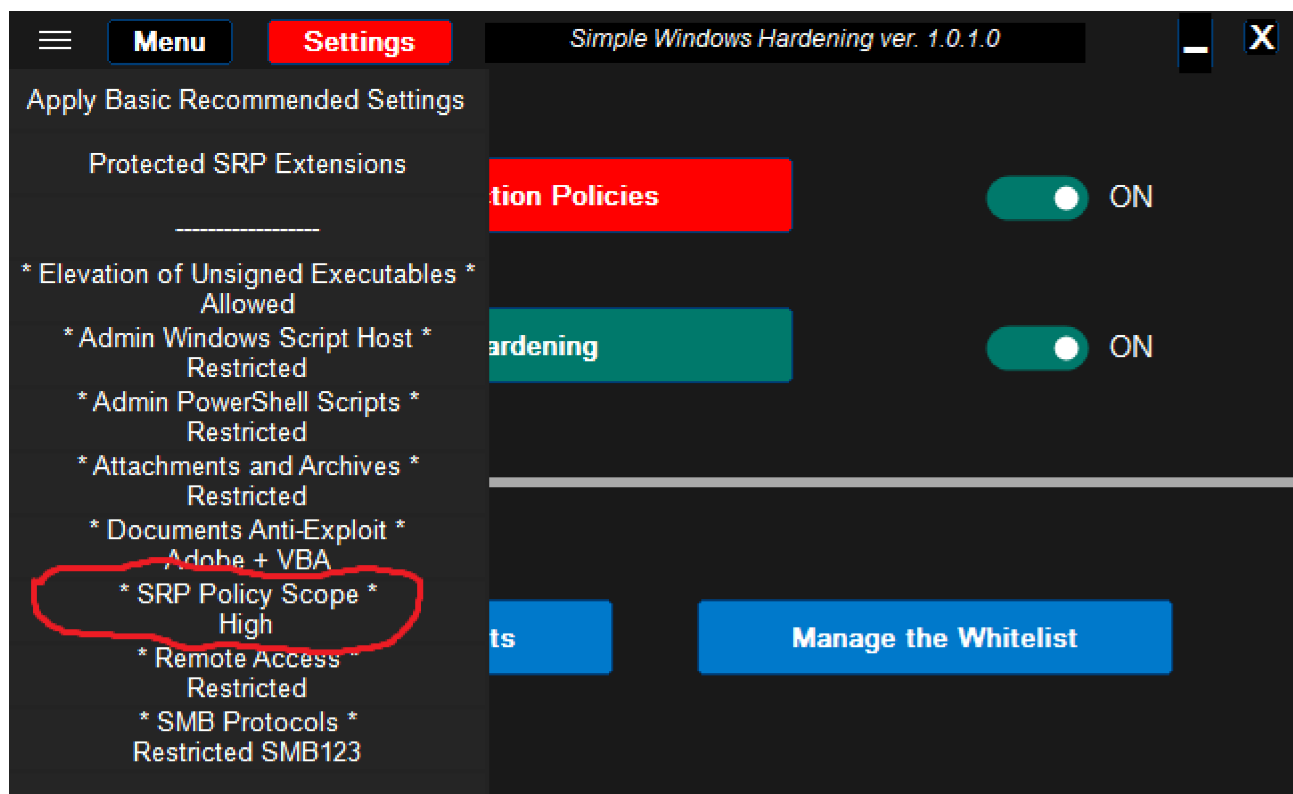 Menu
Settings
Simple Windows Hardening ver. 1.0.1.0
X
Apply Basic Recommended Settings
Protected SRP Extensions
------------------
* Elevation of Unsigned Executables *
Allowed
* Admin Windows Script Host *
Restricted
* Admin PowerShell Scripts *
Restricted
* Attachments and Archives *
Restricted
* Documents Anti-Exploit *
Adobe + VBA
* SRP Policy Scope *
High
* Remote Access *
Restricted
* SMB Protocols *
Restricted SMB123
tion Policies
ON
ardening
ON
ts
Manage the Whitelist